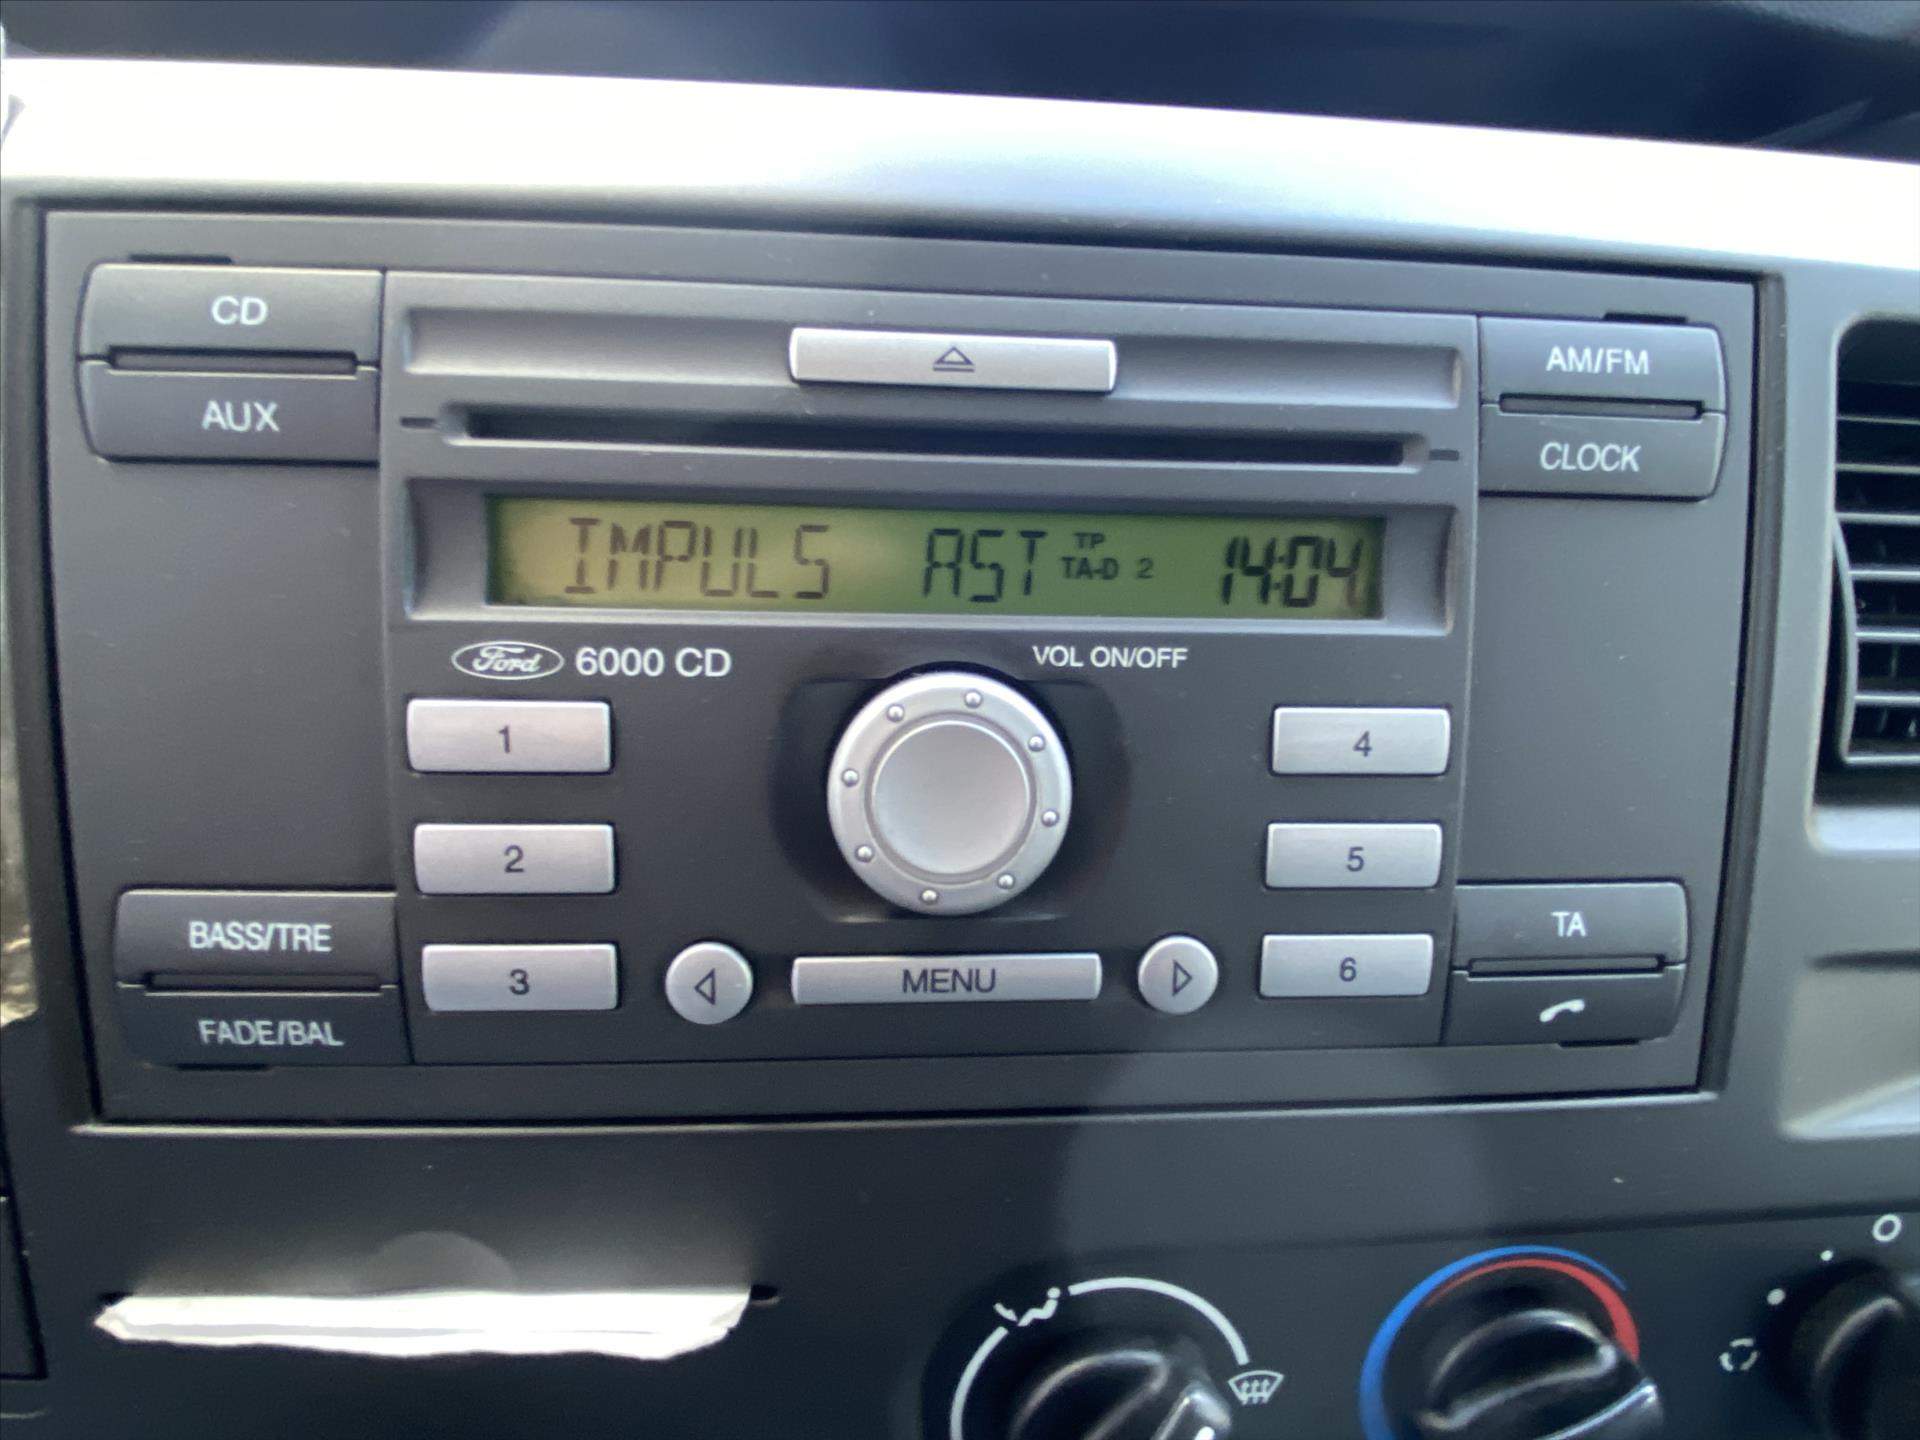 CD
AUX
AM/FM
CLOCK
IMPULS AST TP TA-D 2 14:04
Ford 6000 CD
VOL ON/OFF
1
4
2
5
BASS/TRE
TA
3
MENU
6
FADE/BAL